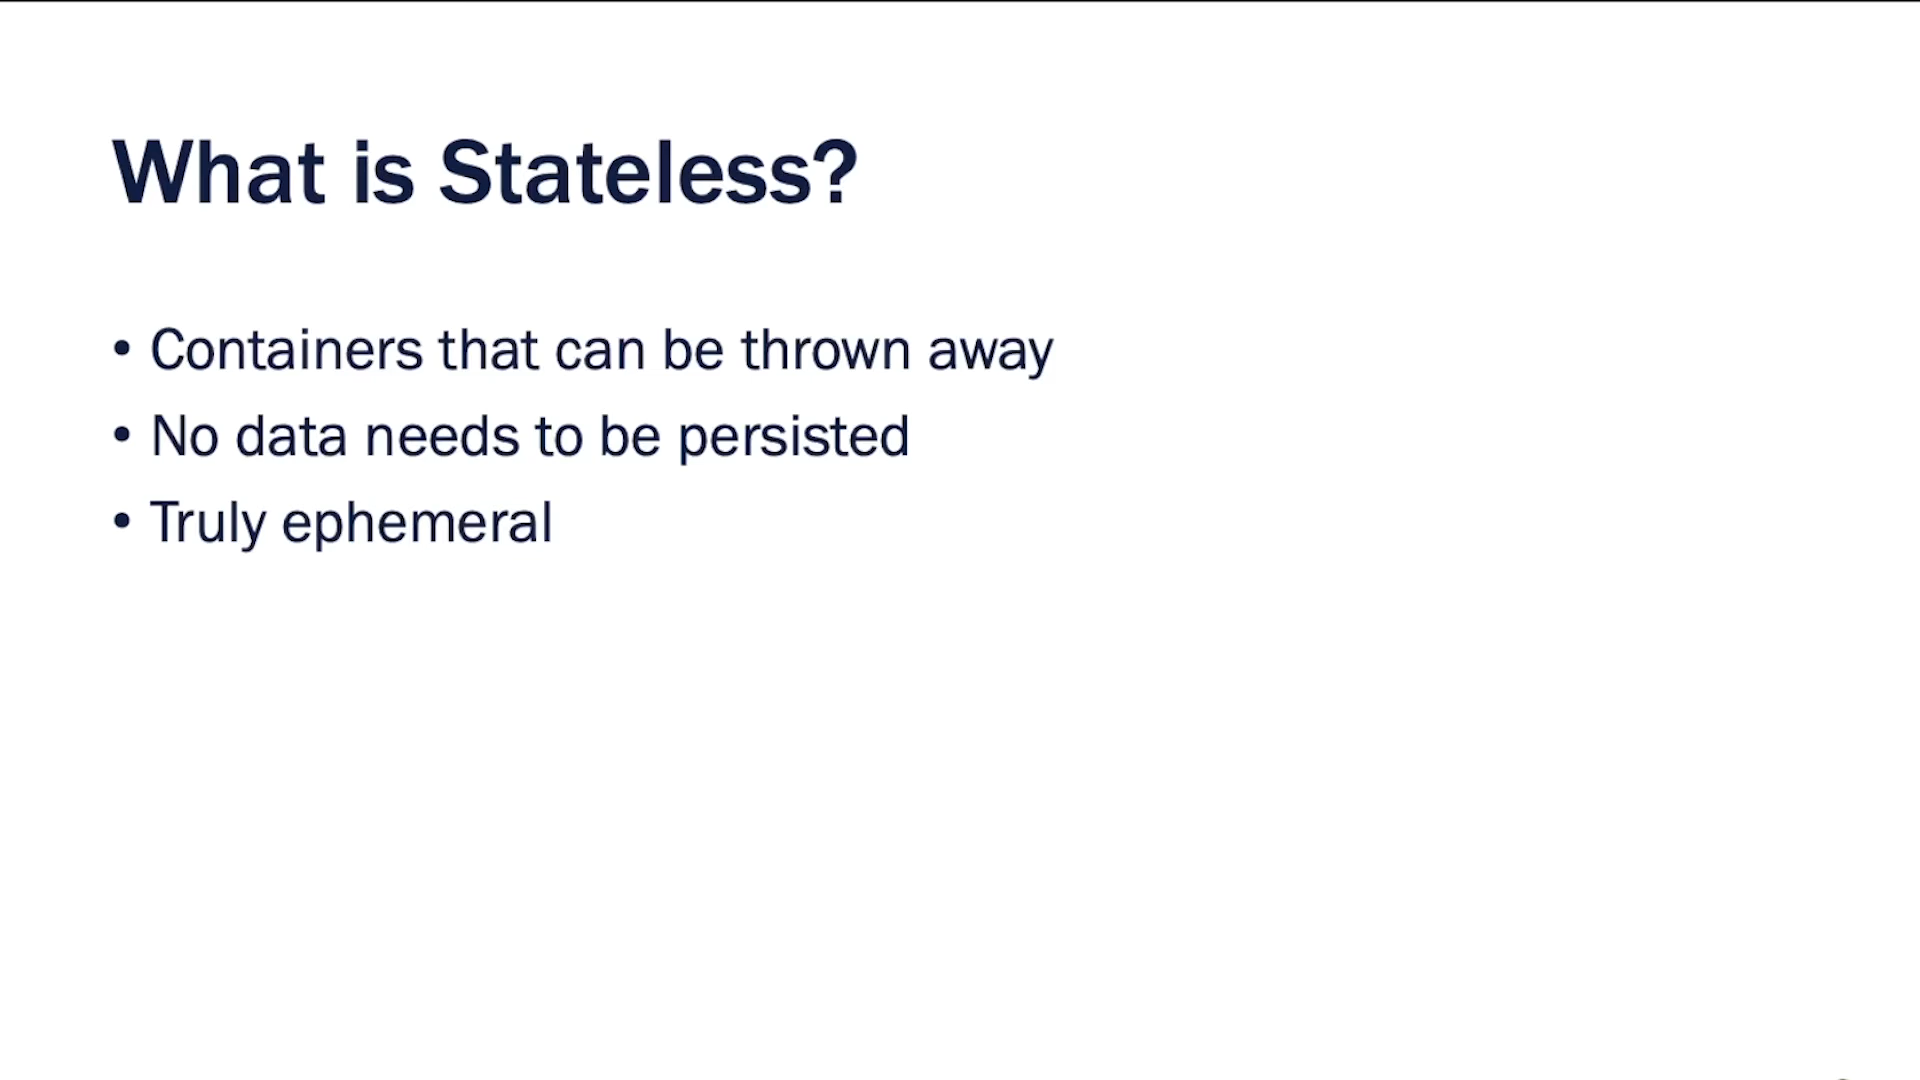 What is Stateless?
• Containers that can be thrown away
• No data needs to be persisted
• Truly ephemeral